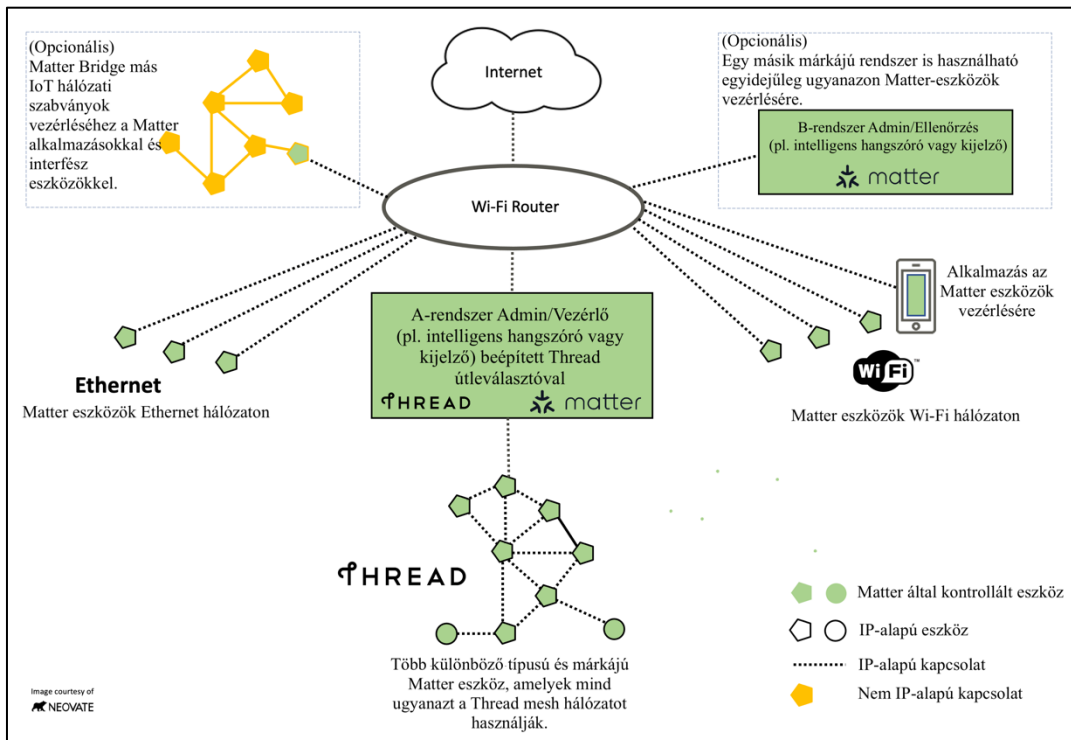 (Opcionális)
Matter Bridge más
IoT hálózati
szabványok
vezérléséhez a Matter
alkalmazásokkal és
interfész
eszközökkel.
Internet
(Opcionális)
Egy másik márkájú rendszer is használható
egyidejűleg ugyanazon Matter-eszközök
vezérlésére.
B-rendszer Admin/Ellenőrzés
(pl. intelligens hangszóró vagy kijelző)
matter
Wi-Fi Router
Alkalmazás az
Matter eszközök
vezérlésére
A-rendszer Admin/Vezérlő
(pl. intelligens hangszóró vagy
kijelző) beépített Thread
útleválasztóval
THREAD matter
Ethernet
Matter eszközök Ethernet hálózaton
Wi Fi™
Matter eszközök Wi-Fi hálózaton
THREAD
Több különböző típusú és márkájú
Matter eszköz, amelyek mind
ugyanazt a Thread mesh hálózatot
használják.
Matter által kontrollált eszköz
IP-alapú eszköz
IP-alapú kapcsolat
Nem IP-alapú kapcsolat
Image courtesy of
NEOVATE